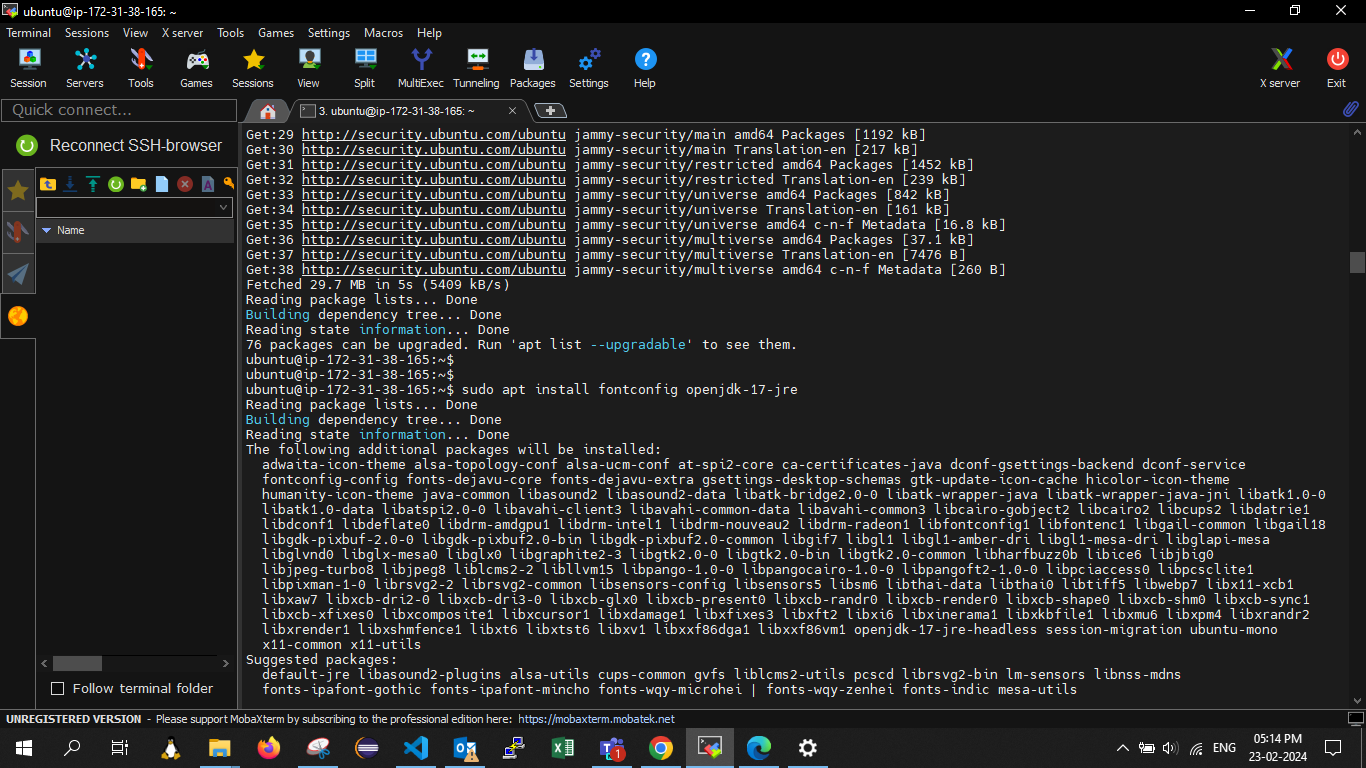 ubuntu@ip-172-31-38-165: ~
Terminal Sessions View X server Tools Games Settings Macros Help
Session Servers Tools Games Sessions View Split MultiExec Tunneling Packages Settings Help X server Exit
Quick connect...
3. ubuntu@ip-172-31-38-165: ~
Reconnect SSH-browser
Name
Get:29 http://security.ubuntu.com/ubuntu jammy-security/main amd64 Packages [1192 kB]
Get:30 http://security.ubuntu.com/ubuntu jammy-security/main Translation-en [217 kB]
Get:31 http://security.ubuntu.com/ubuntu jammy-security/restricted amd64 Packages [1452 kB]
Get:32 http://security.ubuntu.com/ubuntu jammy-security/restricted Translation-en [239 kB]
Get:33 http://security.ubuntu.com/ubuntu jammy-security/universe amd64 Packages [842 kB]
Get:34 http://security.ubuntu.com/ubuntu jammy-security/universe Translation-en [161 kB]
Get:35 http://security.ubuntu.com/ubuntu jammy-security/universe amd64 c-n-f Metadata [16.8 kB]
Get:36 http://security.ubuntu.com/ubuntu jammy-security/multiverse amd64 Packages [37.1 kB]
Get:37 http://security.ubuntu.com/ubuntu jammy-security/multiverse Translation-en [7476 B]
Get:38 http://security.ubuntu.com/ubuntu jammy-security/multiverse amd64 c-n-f Metadata [260 B]
Fetched 29.7 MB in 5s (5409 kB/s)
Reading package lists... Done
Building dependency tree... Done
Reading state information... Done
76 packages can be upgraded. Run 'apt list --upgradable' to see them.
ubuntu@ip-172-31-38-165:~$
ubuntu@ip-172-31-38-165:~$
ubuntu@ip-172-31-38-165:~$ sudo apt install fontconfig openjdk-17-jre
Reading package lists... Done
Building dependency tree... Done
Reading state information... Done
The following additional packages will be installed:
adwaita-icon-theme alsa-topology-conf alsa-ucm-conf at-spi2-core ca-certificates-java dconf-gsettings-backend dconf-service
fontconfig-config fonts-dejavu-core fonts-dejavu-extra gsettings-desktop-schemas gtk-update-icon-cache hicolor-icon-theme
humanity-icon-theme java-common libasound2 libasound2-data libatk-bridge2.0-0 libatk-wrapper-java libatk-wrapper-java-jni libatk1.0-0
libatk1.0-data libatspi2.0-0 libavahi-client3 libavahi-common-data libavahi-common3 libcairo-gobject2 libcairo2 libcups2 libdatrie1
libdconf1 libdeflate0 libdrm-amdgpu1 libdrm-intel1 libdrm-nouveau2 libdrm-radeon1 libfontconfig1 libfontenc1 libgail-common libgail18
libgdk-pixbuf-2.0-0 libgdk-pixbuf2.0-bin libgdk-pixbuf2.0-common libgif7 libgl1 libgl1-amber-dri libgl1-mesa-dri libglapi-mesa
libglvnd0 libglx-mesa0 libglx0 libgraphite2-3 libgtk2.0-0 libgtk2.0-bin libgtk2.0-common libharfbuzz0b libice6 libjbig0
libjpeg-turbo8 libjpeg8 liblcms2-2 libllvm15 libpango-1.0-0 libpangocairo-1.0-0 libpangoft2-1.0-0 libpciaccess0 libpcsclite1
libpixman-1-0 librsvg2-2 librsvg2-common libsensors-config libsensors5 libsm6 libthai-data libthai0 libtiff5 libwebp7 libx11-xcb1
libxaw7 libxcb-dri2-0 libxcb-dri3-0 libxcb-glx0 libxcb-present0 libxcb-randr0 libxcb-render0 libxcb-shape0 libxcb-shm0 libxcb-sync1
libxcb-xfixes0 libxcomposite1 libxcursor1 libxdamage1 libxfixes3 libxft2 libxi6 libxinerama1 libxkbfile1 libxmu6 libxpm4 libxrandr2
libxrender1 libxshmfence1 libxt6 libxtst6 libxv1 libxxf86dga1 libxxf86vm1 openjdk-17-jre-headless session-migration ubuntu-mono
x11-common x11-utils
Suggested packages:
default-jre libasound2-plugins alsa-utils cups-common gvfs liblcms2-utils pcscd librsvg2-bin lm-sensors libnss-mdns
fonts-ipafont-gothic fonts-ipafont-mincho fonts-wqy-microhei | fonts-wqy-zenhei fonts-indic mesa-utils
Follow terminal folder
UNREGISTERED VERSION - Please support MobaXterm by subscribing to the professional edition here: https://mobaxterm.mobatek.net
1
ENG
05:14 PM
23-02-2024